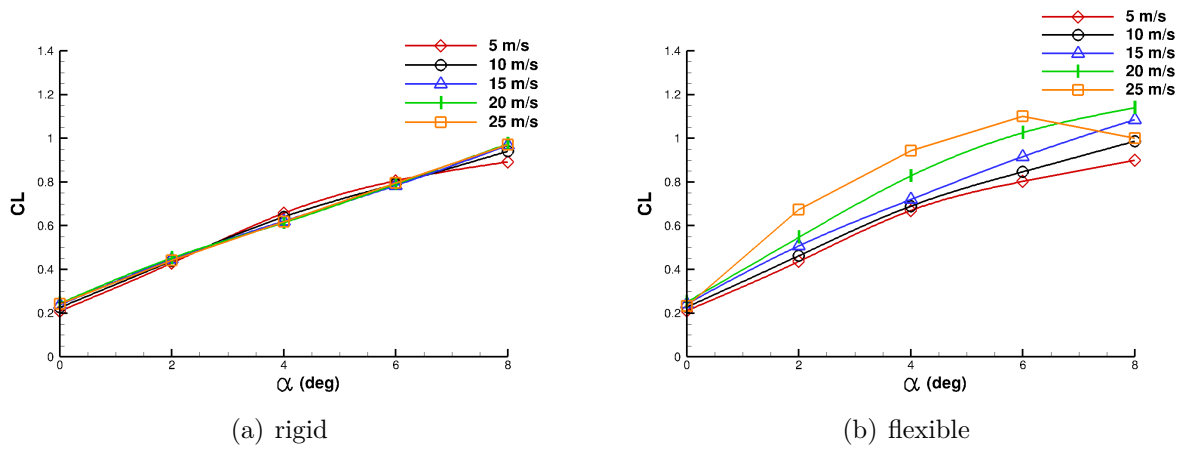 5 m/s
10 m/s
15 m/s
20 m/s
25 m/s
1.4
1.2
1
0.8
0.6
0.4
0.2
0
CL
0 2 4 6 8
α (deg)
(a) rigid
5 m/s
10 m/s
15 m/s
20 m/s
25 m/s
1.4
1.2
1
0.8
0.6
0.4
0.2
0
CL
0 2 4 6 8
α (deg)
(b) flexible